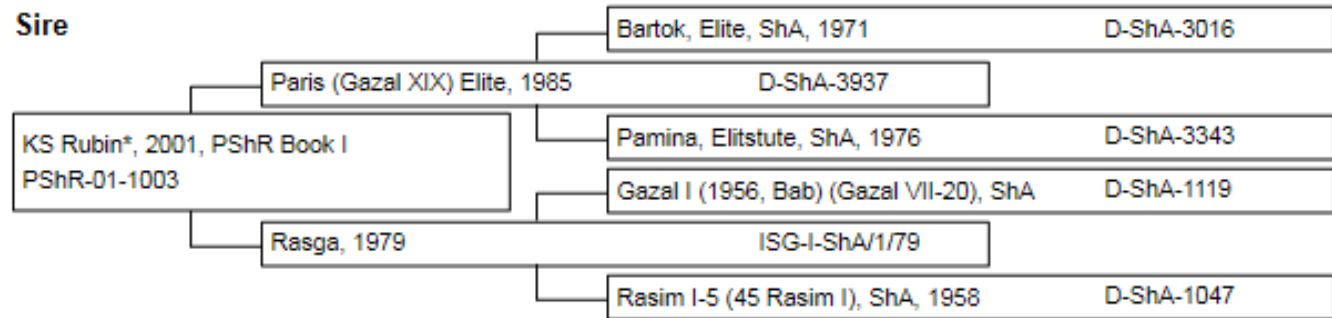 Sire
Bartok, Elite, ShA, 1971 D-ShA-3016
Paris (Gazal XIX) Elite, 1985 D-ShA-3937
KS Rubin*, 2001, PShR Book I
PShR-01-1003
Pamina, Elitstute, ShA, 1976 D-ShA-3343
Gazal I (1956, Bab) (Gazal VII-20), ShA D-ShA-1119
Rasga, 1979 ISG-I-ShA/1/79
Rasim I-5 (45 Rasim I), ShA, 1958 D-ShA-1047